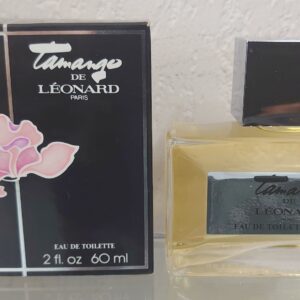 Tamango
DE
LÉONARD
PARIS
EAU DE TOILETTE
2 fl. oz 60 ml
Tamango
DE
LÉONARD
EAU DE TOILETTE